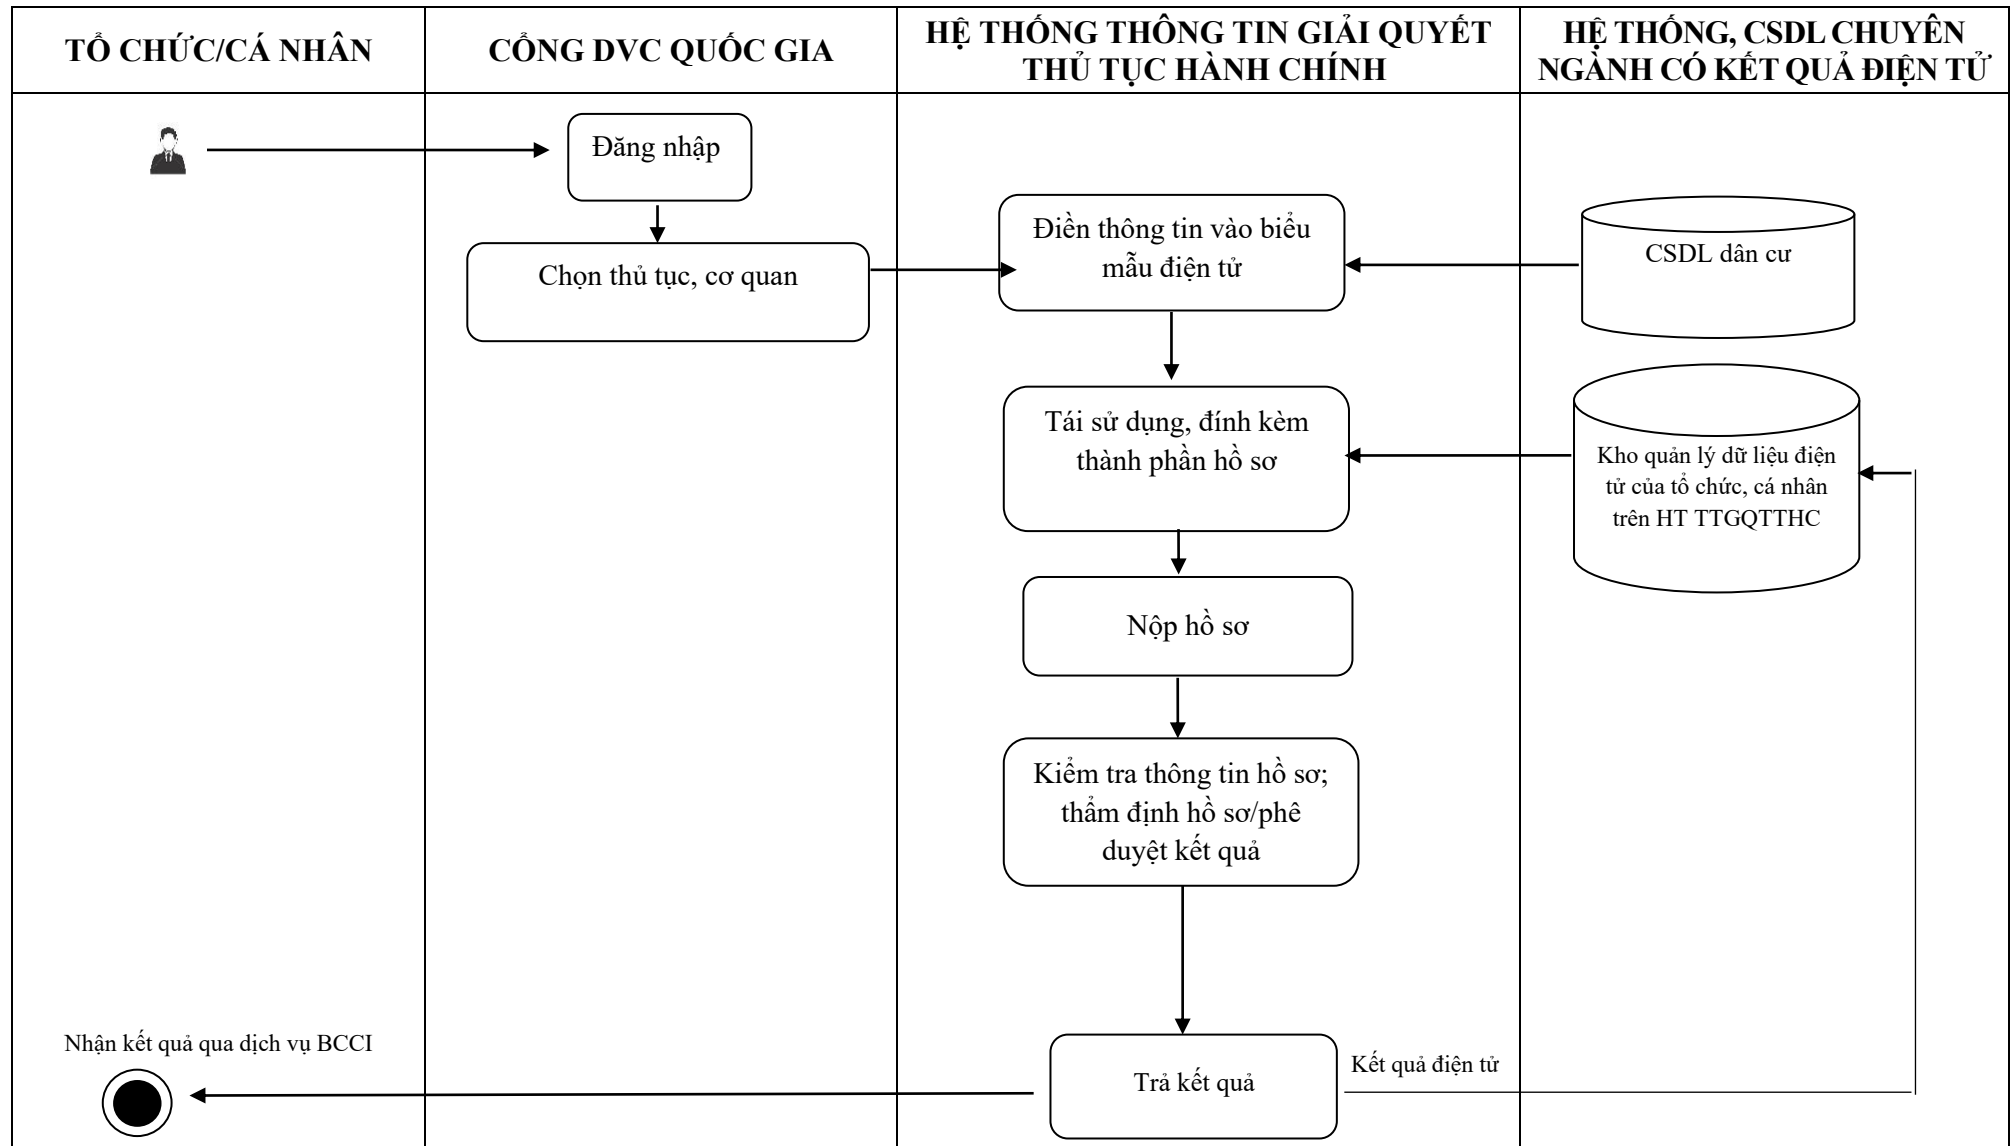 TỔ CHỨC/CÁ NHÂN
CỔNG DVC QUỐC GIA
HỆ THỐNG THÔNG TIN GIẢI QUYẾT
THỦ TỤC HÀNH CHÍNH
HỆ THỐNG, CSDL CHUYÊN
NGÀNH CÓ KẾT QUẢ ĐIỆN TỬ
Đăng nhập
Chọn thủ tục, cơ quan
Điền thông tin vào biểu
mẫu điện tử
CSDL dân cư
Tái sử dụng, đính kèm
thành phần hồ sơ
Kho quản lý dữ liệu điện
tử của tổ chức, cá nhân
trên HT TTGQTTHC
Nộp hồ sơ
Kiểm tra thông tin hồ sơ;
thẩm định hồ sơ/phê
duyệt kết quả
Nhận kết quả qua dịch vụ BCCI
Trả kết quả
Kết quả điện tử